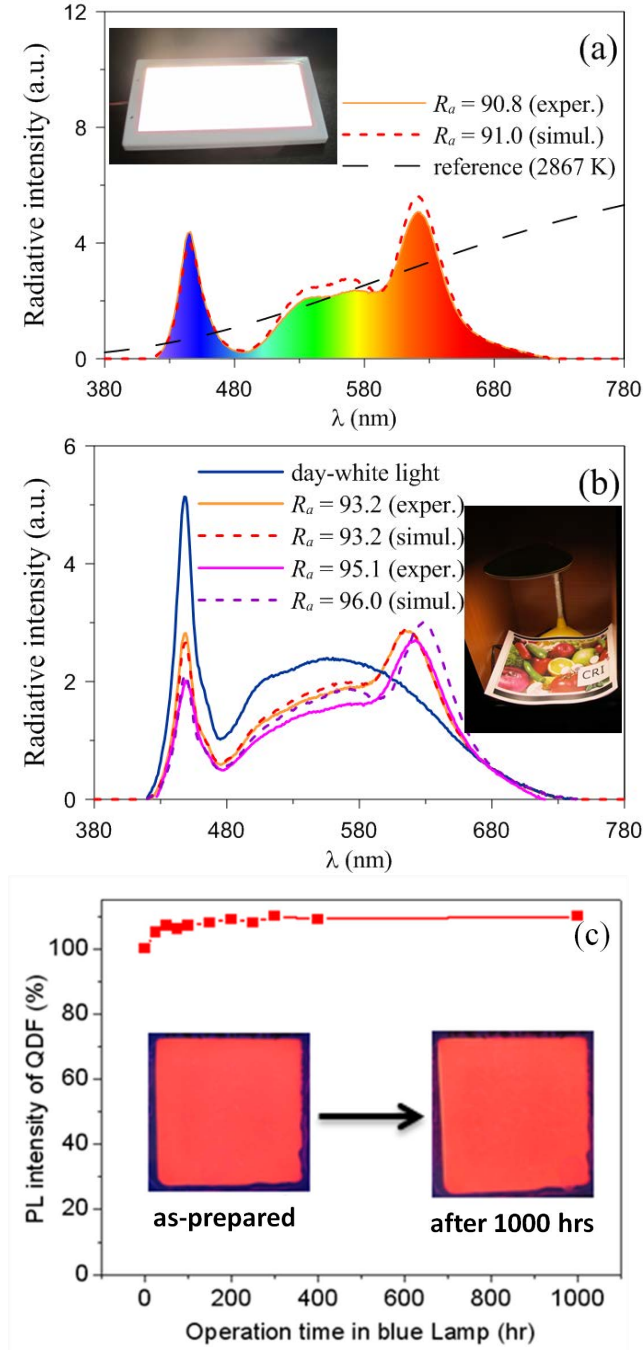 (a)
Radiative intensity (a.u.)
12
8
4
0
Rₐ = 90.8 (exper.)
Rₐ = 91.0 (simul.)
reference (2867 K)
380 480 580 680 780
λ (nm)
(b)
Radiative intensity (a.u.)
6
4
2
0
day-white light
Rₐ = 93.2 (exper.)
Rₐ = 93.2 (simul.)
Rₐ = 95.1 (exper.)
Rₐ = 96.0 (simul.)
CRI
380 480 580 680 780
λ (nm)
(c)
PL intensity of QDF (%)
100
80
60
40
20
0
as-prepared
after 1000 hrs
0 200 400 600 800 1000
Operation time in blue Lamp (hr)